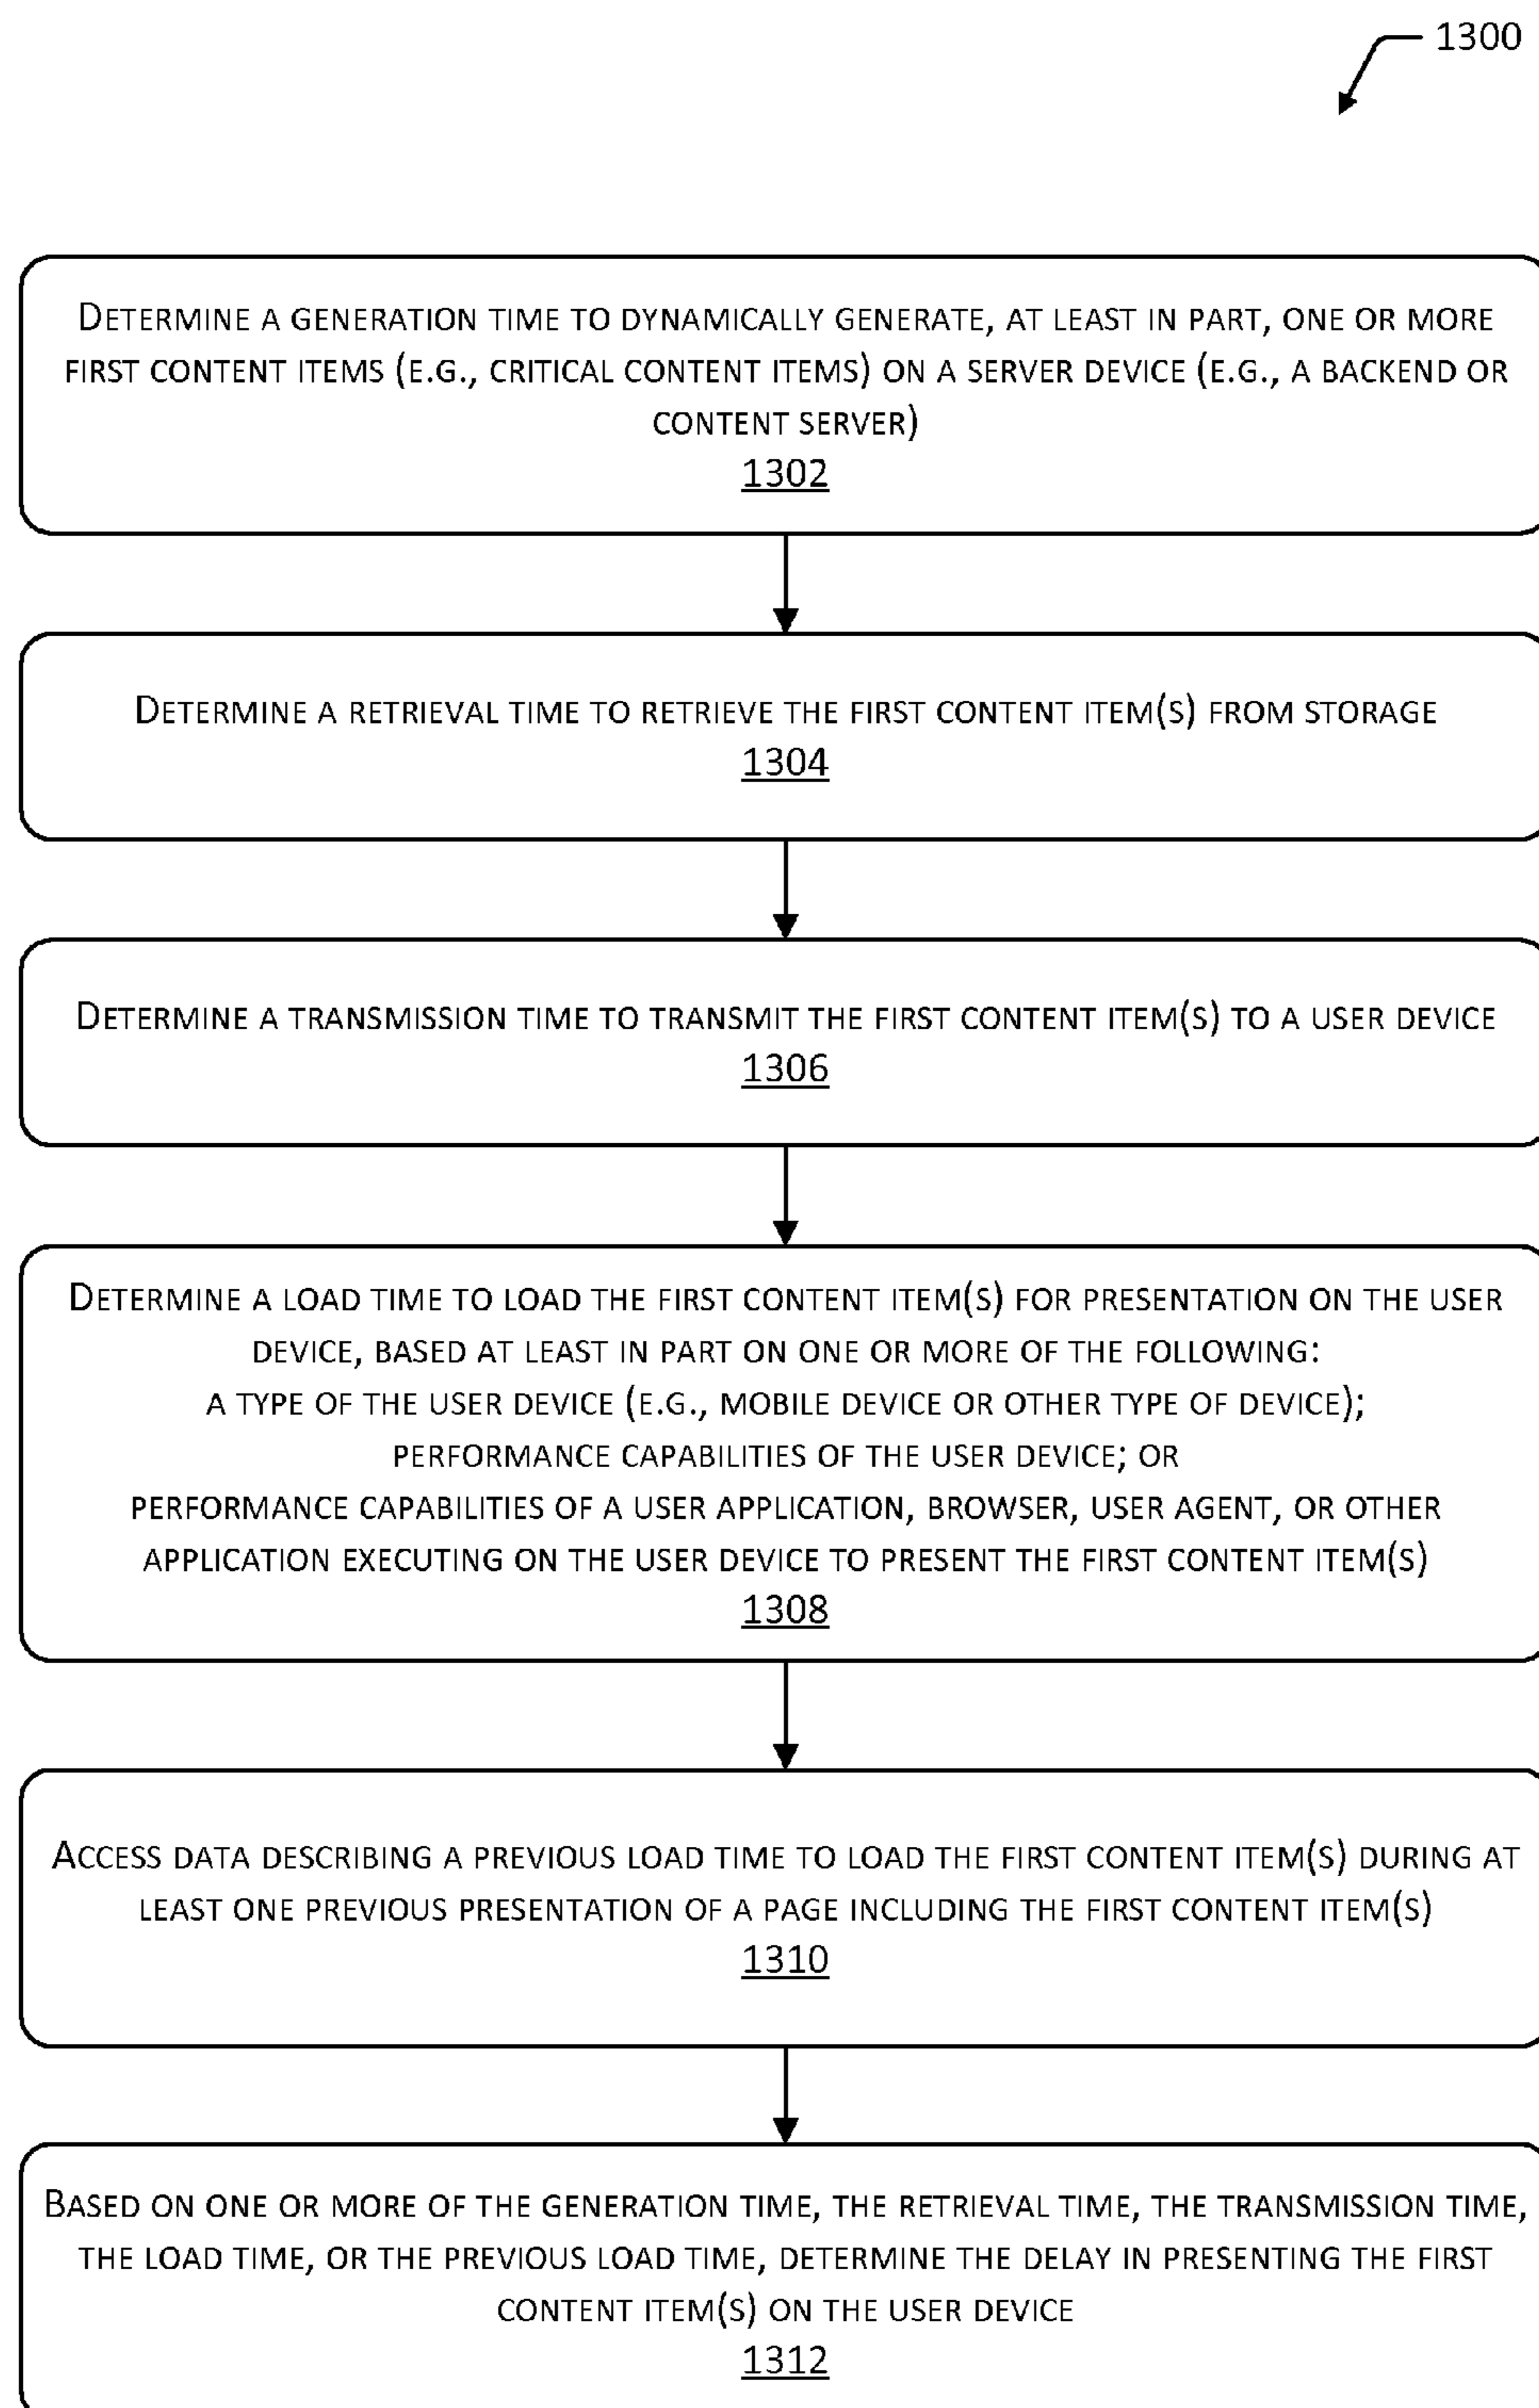 1300
DETERMINE A GENERATION TIME TO DYNAMICALLY GENERATE, AT LEAST IN PART, ONE OR MORE
FIRST CONTENT ITEMS (E.G., CRITICAL CONTENT ITEMS) ON A SERVER DEVICE (E.G., A BACKEND OR
CONTENT SERVER)
1302
DETERMINE A RETRIEVAL TIME TO RETRIEVE THE FIRST CONTENT ITEM(S) FROM STORAGE
1304
DETERMINE A TRANSMISSION TIME TO TRANSMIT THE FIRST CONTENT ITEM(S) TO A USER DEVICE
1306
DETERMINE A LOAD TIME TO LOAD THE FIRST CONTENT ITEM(S) FOR PRESENTATION ON THE USER
DEVICE, BASED AT LEAST IN PART ON ONE OR MORE OF THE FOLLOWING:
A TYPE OF THE USER DEVICE (E.G., MOBILE DEVICE OR OTHER TYPE OF DEVICE);
PERFORMANCE CAPABILITIES OF THE USER DEVICE; OR
PERFORMANCE CAPABILITIES OF A USER APPLICATION, BROWSER, USER AGENT, OR OTHER
APPLICATION EXECUTING ON THE USER DEVICE TO PRESENT THE FIRST CONTENT ITEM(S)
1308
ACCESS DATA DESCRIBING A PREVIOUS LOAD TIME TO LOAD THE FIRST CONTENT ITEM(S) DURING AT
LEAST ONE PREVIOUS PRESENTATION OF A PAGE INCLUDING THE FIRST CONTENT ITEM(S)
1310
BASED ON ONE OR MORE OF THE GENERATION TIME, THE RETRIEVAL TIME, THE TRANSMISSION TIME,
THE LOAD TIME, OR THE PREVIOUS LOAD TIME, DETERMINE THE DELAY IN PRESENTING THE FIRST
CONTENT ITEM(S) ON THE USER DEVICE
1312